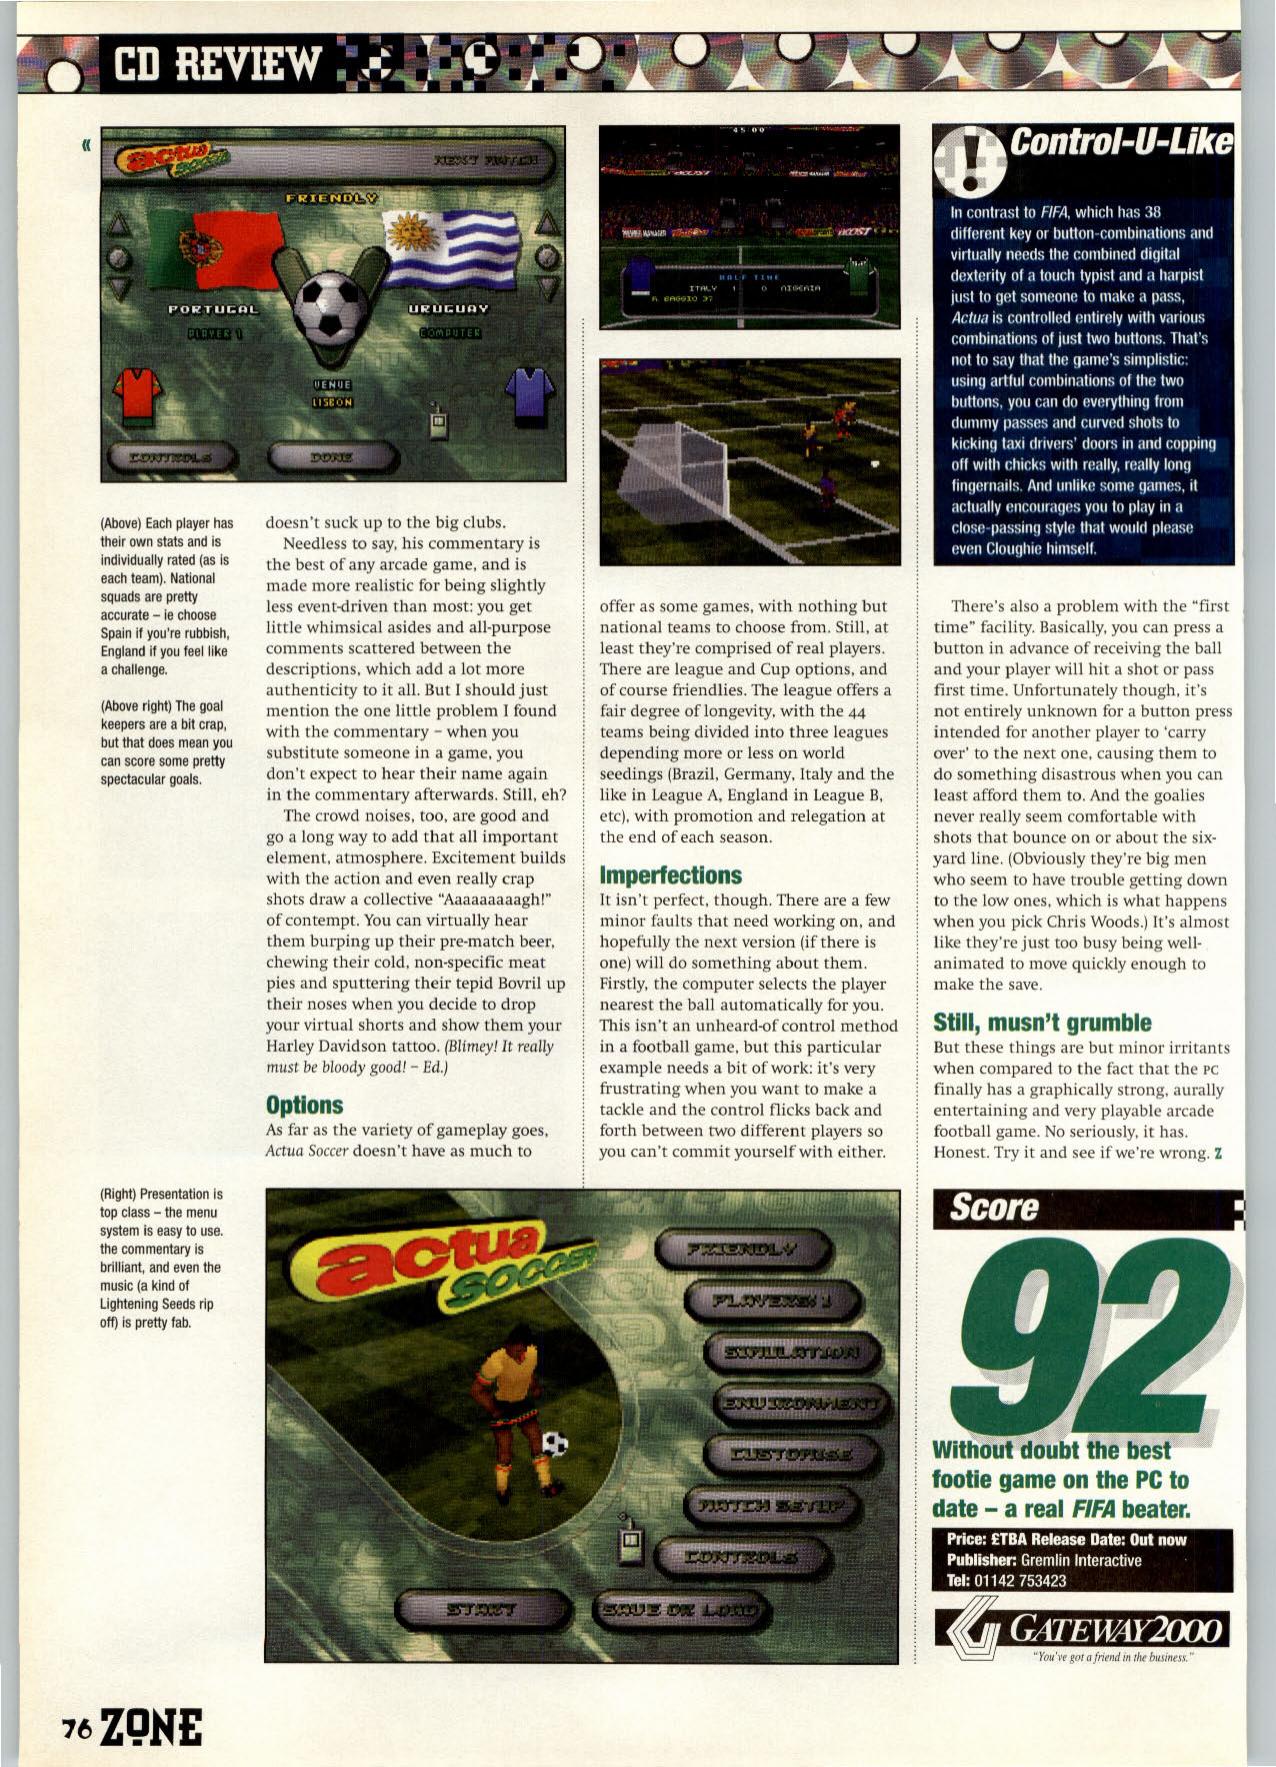 CD REVIEW
«
actua
SOCCER
NEXT MATCH
FRIENDLY
PORTUGAL
PLAYER 1
URUGUAY
COMPUTER
VENUE
LISBON
CONTROLS
DONE
45:00
HALF TIME
ITALY 1 0 NIGERIA
R. BAGGIO 37
(Above) Each player has
their own stats and is
individually rated (as is
each team). National
squads are pretty
accurate – ie choose
Spain if you're rubbish,
England if you feel like
a challenge.
(Above right) The goal
keepers are a bit crap,
but that does mean you
can score some pretty
spectacular goals.
doesn't suck up to the big clubs.
Needless to say, his commentary is
the best of any arcade game, and is
made more realistic for being slightly
less event-driven than most: you get
little whimsical asides and all-purpose
comments scattered between the
descriptions, which add a lot more
authenticity to it all. But I should just
mention the one little problem I found
with the commentary – when you
substitute someone in a game, you
don't expect to hear their name again
in the commentary afterwards. Still, eh?
The crowd noises, too, are good and
go a long way to add that all important
element, atmosphere. Excitement builds
with the action and even really crap
shots draw a collective “Aaaaaaaaagh!”
of contempt. You can virtually hear
them burping up their pre-match beer,
chewing their cold, non-specific meat
pies and sputtering their tepid Bovril up
their noses when you decide to drop
your virtual shorts and show them your
Harley Davidson tattoo. (Blimey! It really
must be bloody good! – Ed.)
Options
As far as the variety of gameplay goes,
Actua Soccer doesn't have as much to
offer as some games, with nothing but
national teams to choose from. Still, at
least they're comprised of real players.
There are league and Cup options, and
of course friendlies. The league offers a
fair degree of longevity, with the 44
teams being divided into three leagues
depending more or less on world
seedings (Brazil, Germany, Italy and the
like in League A, England in League B,
etc), with promotion and relegation at
the end of each season.
Imperfections
It isn't perfect, though. There are a few
minor faults that need working on, and
hopefully the next version (if there is
one) will do something about them.
Firstly, the computer selects the player
nearest the ball automatically for you.
This isn't an unheard-of control method
in a football game, but this particular
example needs a bit of work: it's very
frustrating when you want to make a
tackle and the control flicks back and
forth between two different players so
you can't commit yourself with either.
Control-U-Like
In contrast to FIFA, which has 38
different key or button-combinations and
virtually needs the combined digital
dexterity of a touch typist and a harpist
just to get someone to make a pass,
Actua is controlled entirely with various
combinations of just two buttons. That's
not to say that the game's simplistic:
using artful combinations of the two
buttons, you can do everything from
dummy passes and curved shots to
kicking taxi drivers' doors in and copping
off with chicks with really, really long
fingernails. And unlike some games, it
actually encourages you to play in a
close-passing style that would please
even Cloughie himself.
There's also a problem with the “first
time” facility. Basically, you can press a
button in advance of receiving the ball
and your player will hit a shot or pass
first time. Unfortunately though, it's
not entirely unknown for a button press
intended for another player to ‘carry
over’ to the next one, causing them to
do something disastrous when you can
least afford them to. And the goalies
never really seem comfortable with
shots that bounce on or about the six-
yard line. (Obviously they're big men
who seem to have trouble getting down
to the low ones, which is what happens
when you pick Chris Woods.) It's almost
like they're just too busy being well-
animated to move quickly enough to
make the save.
Still, musn't grumble
But these things are but minor irritants
when compared to the fact that the PC
finally has a graphically strong, aurally
entertaining and very playable arcade
football game. No seriously, it has.
Honest. Try it and see if we're wrong. Z
(Right) Presentation is
top class – the menu
system is easy to use.
the commentary is
brilliant, and even the
music (a kind of
Lightening Seeds rip
off) is pretty fab.
actua
SOCCER
FRIENDLY
PLAYERS: 1
SIMULATION
ENVIRONMENT
CUSTOMISE
MATCH SETUP
CONTROLS
START
SAVE OR LOAD
Score
92
Without doubt the best
footie game on the PC to
date – a real FIFA beater.
Price: £TBA Release Date: Out now
Publisher: Gremlin Interactive
Tel: 01142 753423
GATEWAY2000
"You've got a friend in the business."
76 ZONE